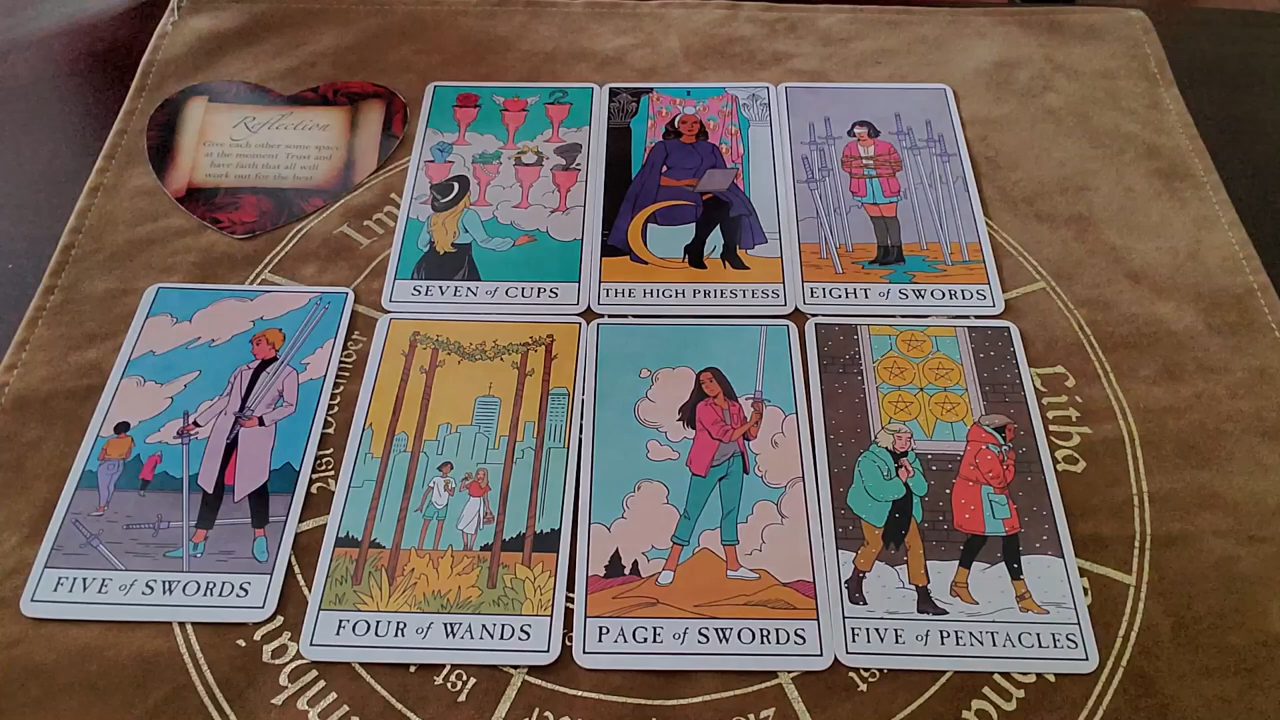 Reflection
Give each other some space
at the moment. Trust and
have faith that all will
work out for the best.
SEVEN of CUPS
THE HIGH PRIESTESS
EIGHT of SWORDS
FIVE of SWORDS
FOUR of WANDS
PAGE of SWORDS
FIVE of PENTACLES
Litha
21st December